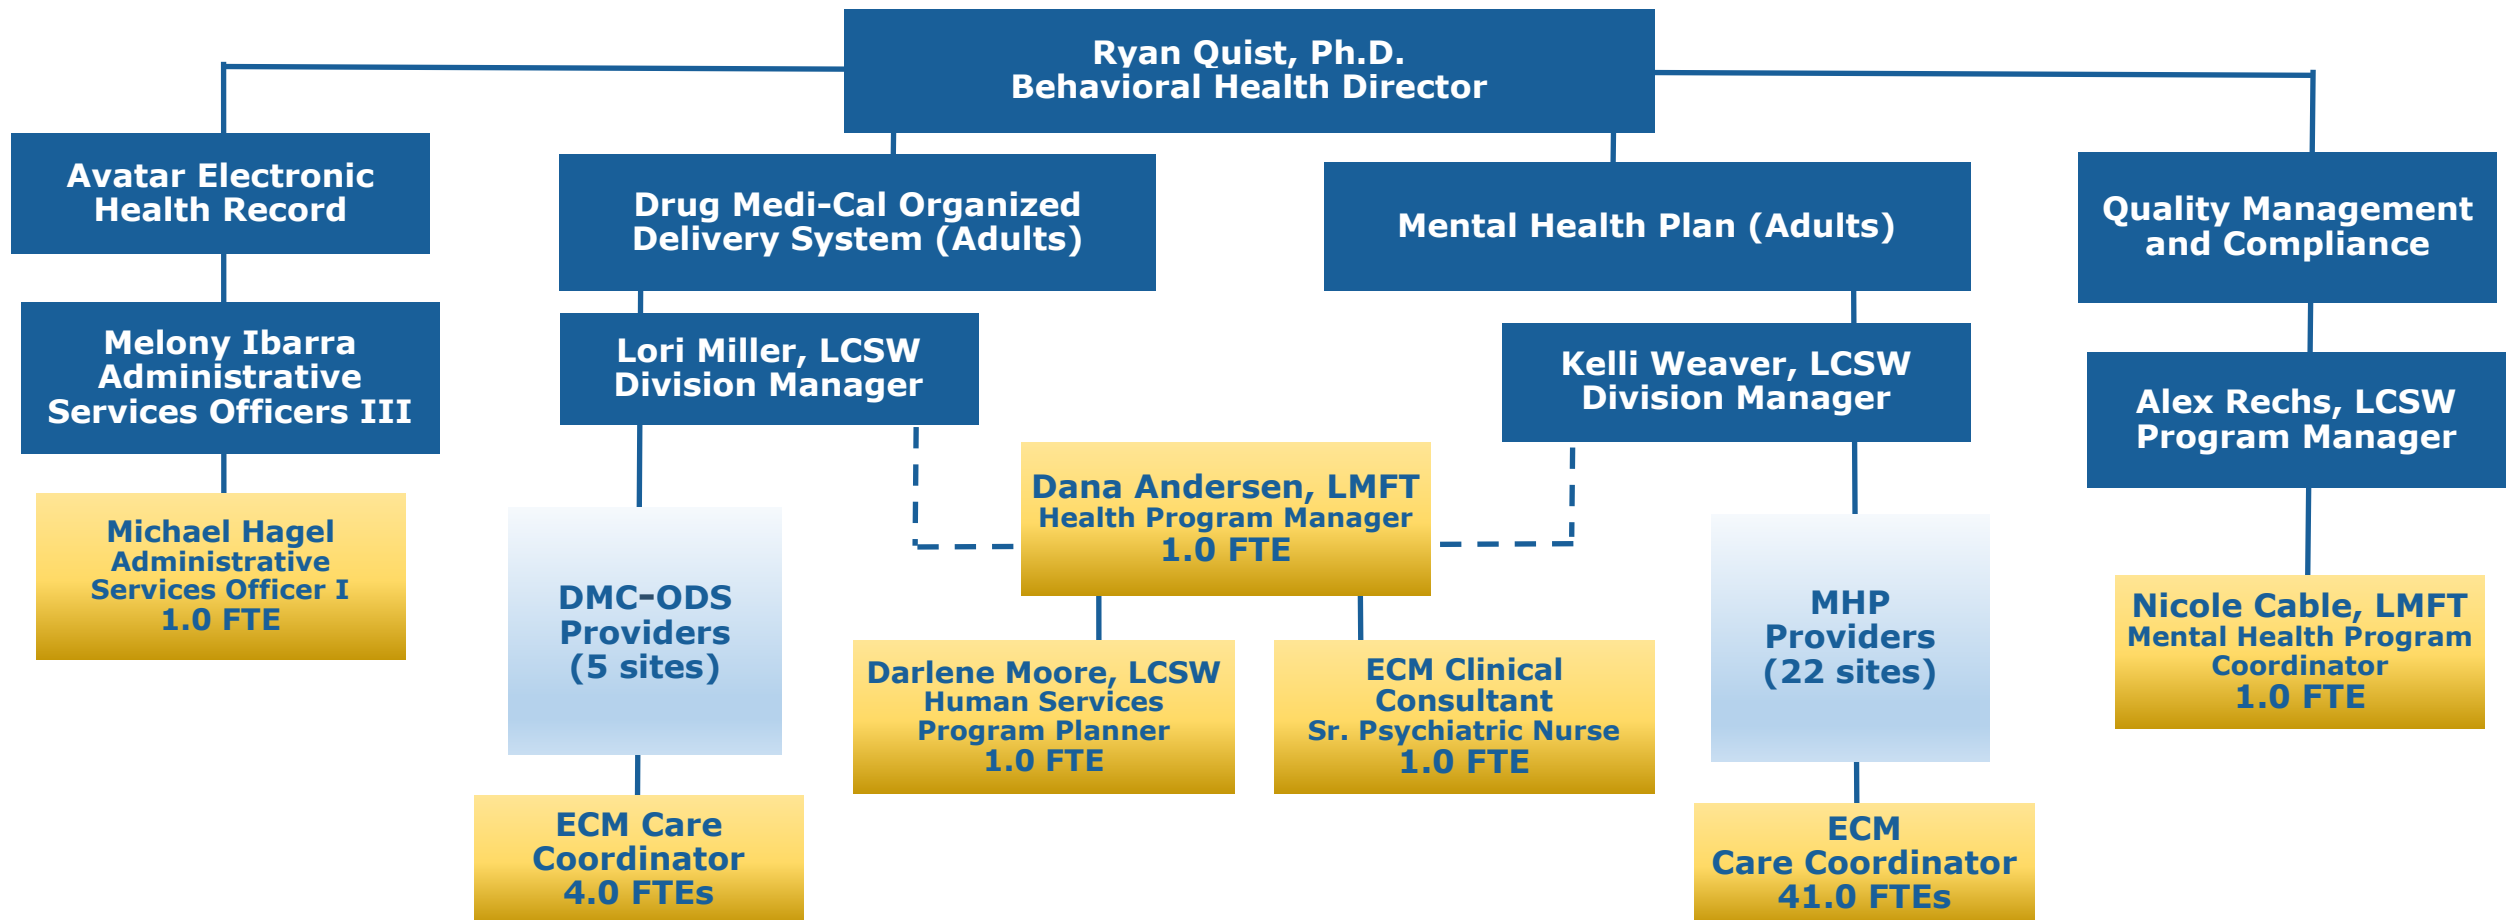 Ryan Quist, Ph.D.
Behavioral Health Director
Avatar Electronic
Health Record
Drug Medi-Cal Organized
Delivery System (Adults)
Mental Health Plan (Adults)
Quality Management
and Compliance
Melony Ibarra
Administrative
Services Officers III
Lori Miller, LCSW
Division Manager
Kelli Weaver, LCSW
Division Manager
Alex Rechs, LCSW
Program Manager
Michael Hagel
Administrative
Services Officer I
1.0 FTE
DMC-ODS
Providers
(5 sites)
Dana Andersen, LMFT
Health Program Manager
1.0 FTE
MHP
Providers
(22 sites)
Nicole Cable, LMFT
Mental Health Program
Coordinator
1.0 FTE
Darlene Moore, LCSW
Human Services
Program Planner
1.0 FTE
ECM Clinical
Consultant
Sr. Psychiatric Nurse
1.0 FTE
ECM Care
Coordinator
4.0 FTEs
ECM
Care Coordinator
41.0 FTEs